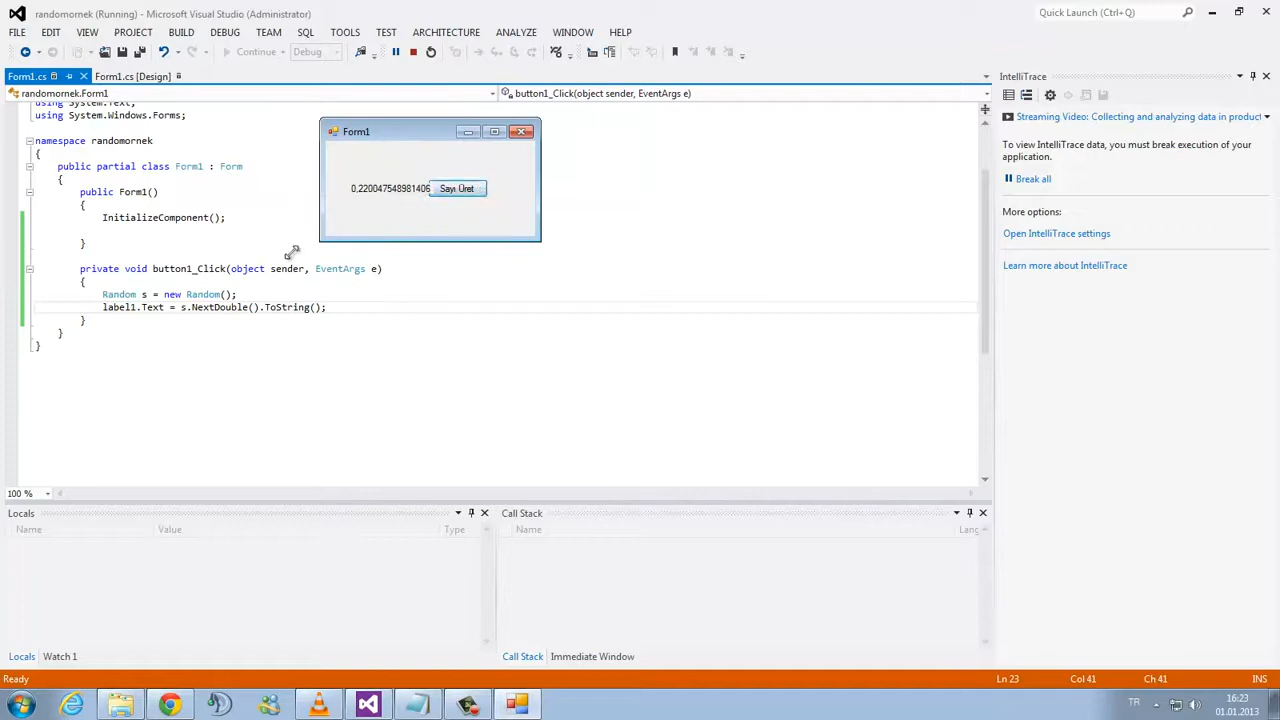 randomornek (Running) - Microsoft Visual Studio (Administrator)
Quick Launch (Ctrl+Q)
FILE EDIT VIEW PROJECT BUILD DEBUG TEAM SQL TOOLS TEST ARCHITECTURE ANALYZE WINDOW HELP
Continue Debug
Form1.cs Form1.cs [Design]
randomornek.Form1 button1_Click(object sender, EventArgs e)
using System.Text;
using System.Windows.Forms;
namespace randomornek
{
public partial class Form1 : Form
{
public Form1()
{
InitializeComponent();
}
private void button1_Click(object sender, EventArgs e)
{
Random s = new Random();
label1.Text = s.NextDouble().ToString();
}
}
}
Form1
0,220047548981406 Sayı Üret
100 %
IntelliTrace
Streaming Video: Collecting and analyzing data in product
To view IntelliTrace data, you must break execution of your
application.
Break all
More options:
Open IntelliTrace settings
Learn more about IntelliTrace
Locals
Name Value Type
Call Stack
Name Lang
Locals Watch 1
Call Stack Immediate Window
Ready Ln 23 Col 41 Ch 41 INS
TR 16:23
01.01.2013